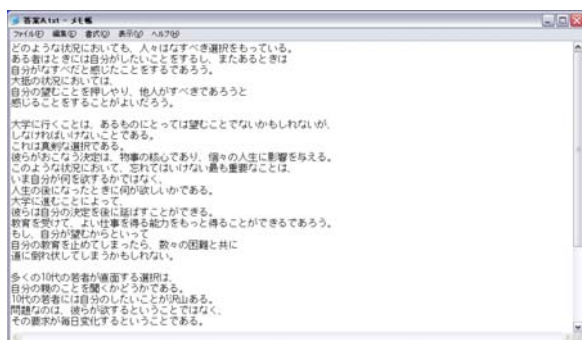 答案A.txt - メモ帳
ファイル(F) 編集(E) 書式(O) 表示(V) ヘルプ(H)
どのような状況においても、人々はなすべき選択をもっている。
ある者はときには自分がしたいことをするし、またあるときは
自分がなすべだと感じたことをするであろう。
大抵の状況においては、
自分の望むことを押しやり、他人がすべきであろうと
感じることをすることがよいだろう。
大学に行くことは、あるものにとっては望むことでないかもしれないが、
しなければいけないことである。
これは真剣な選択である。
彼らがおこなう決定は、物事の核心であり、個々の人生に影響を与える。
このような状況において、忘れてはいけない最も重要なことは、
いま自分が何を欲するかではなく、
人生の後になったときに何が欲しいかである。
大学に進むことによって、
彼らは自分の決定を後に延ばすことができる。
教育を受けて、よい仕事を得る能力をもっと得ることができるであろう。
もし、自分が望むからといって
自分の教育を止めてしまったら、数々の困難と共に
道に倒れ伏してしまうかもしれない。
多くの10代の若者が直面する選択は、
自分の親のことを聞くかどうかである。
10代の若者には自分のしたいことが沢山ある。
問題なのは、彼らが欲するということではなく、
その要求が毎日変化するということである。